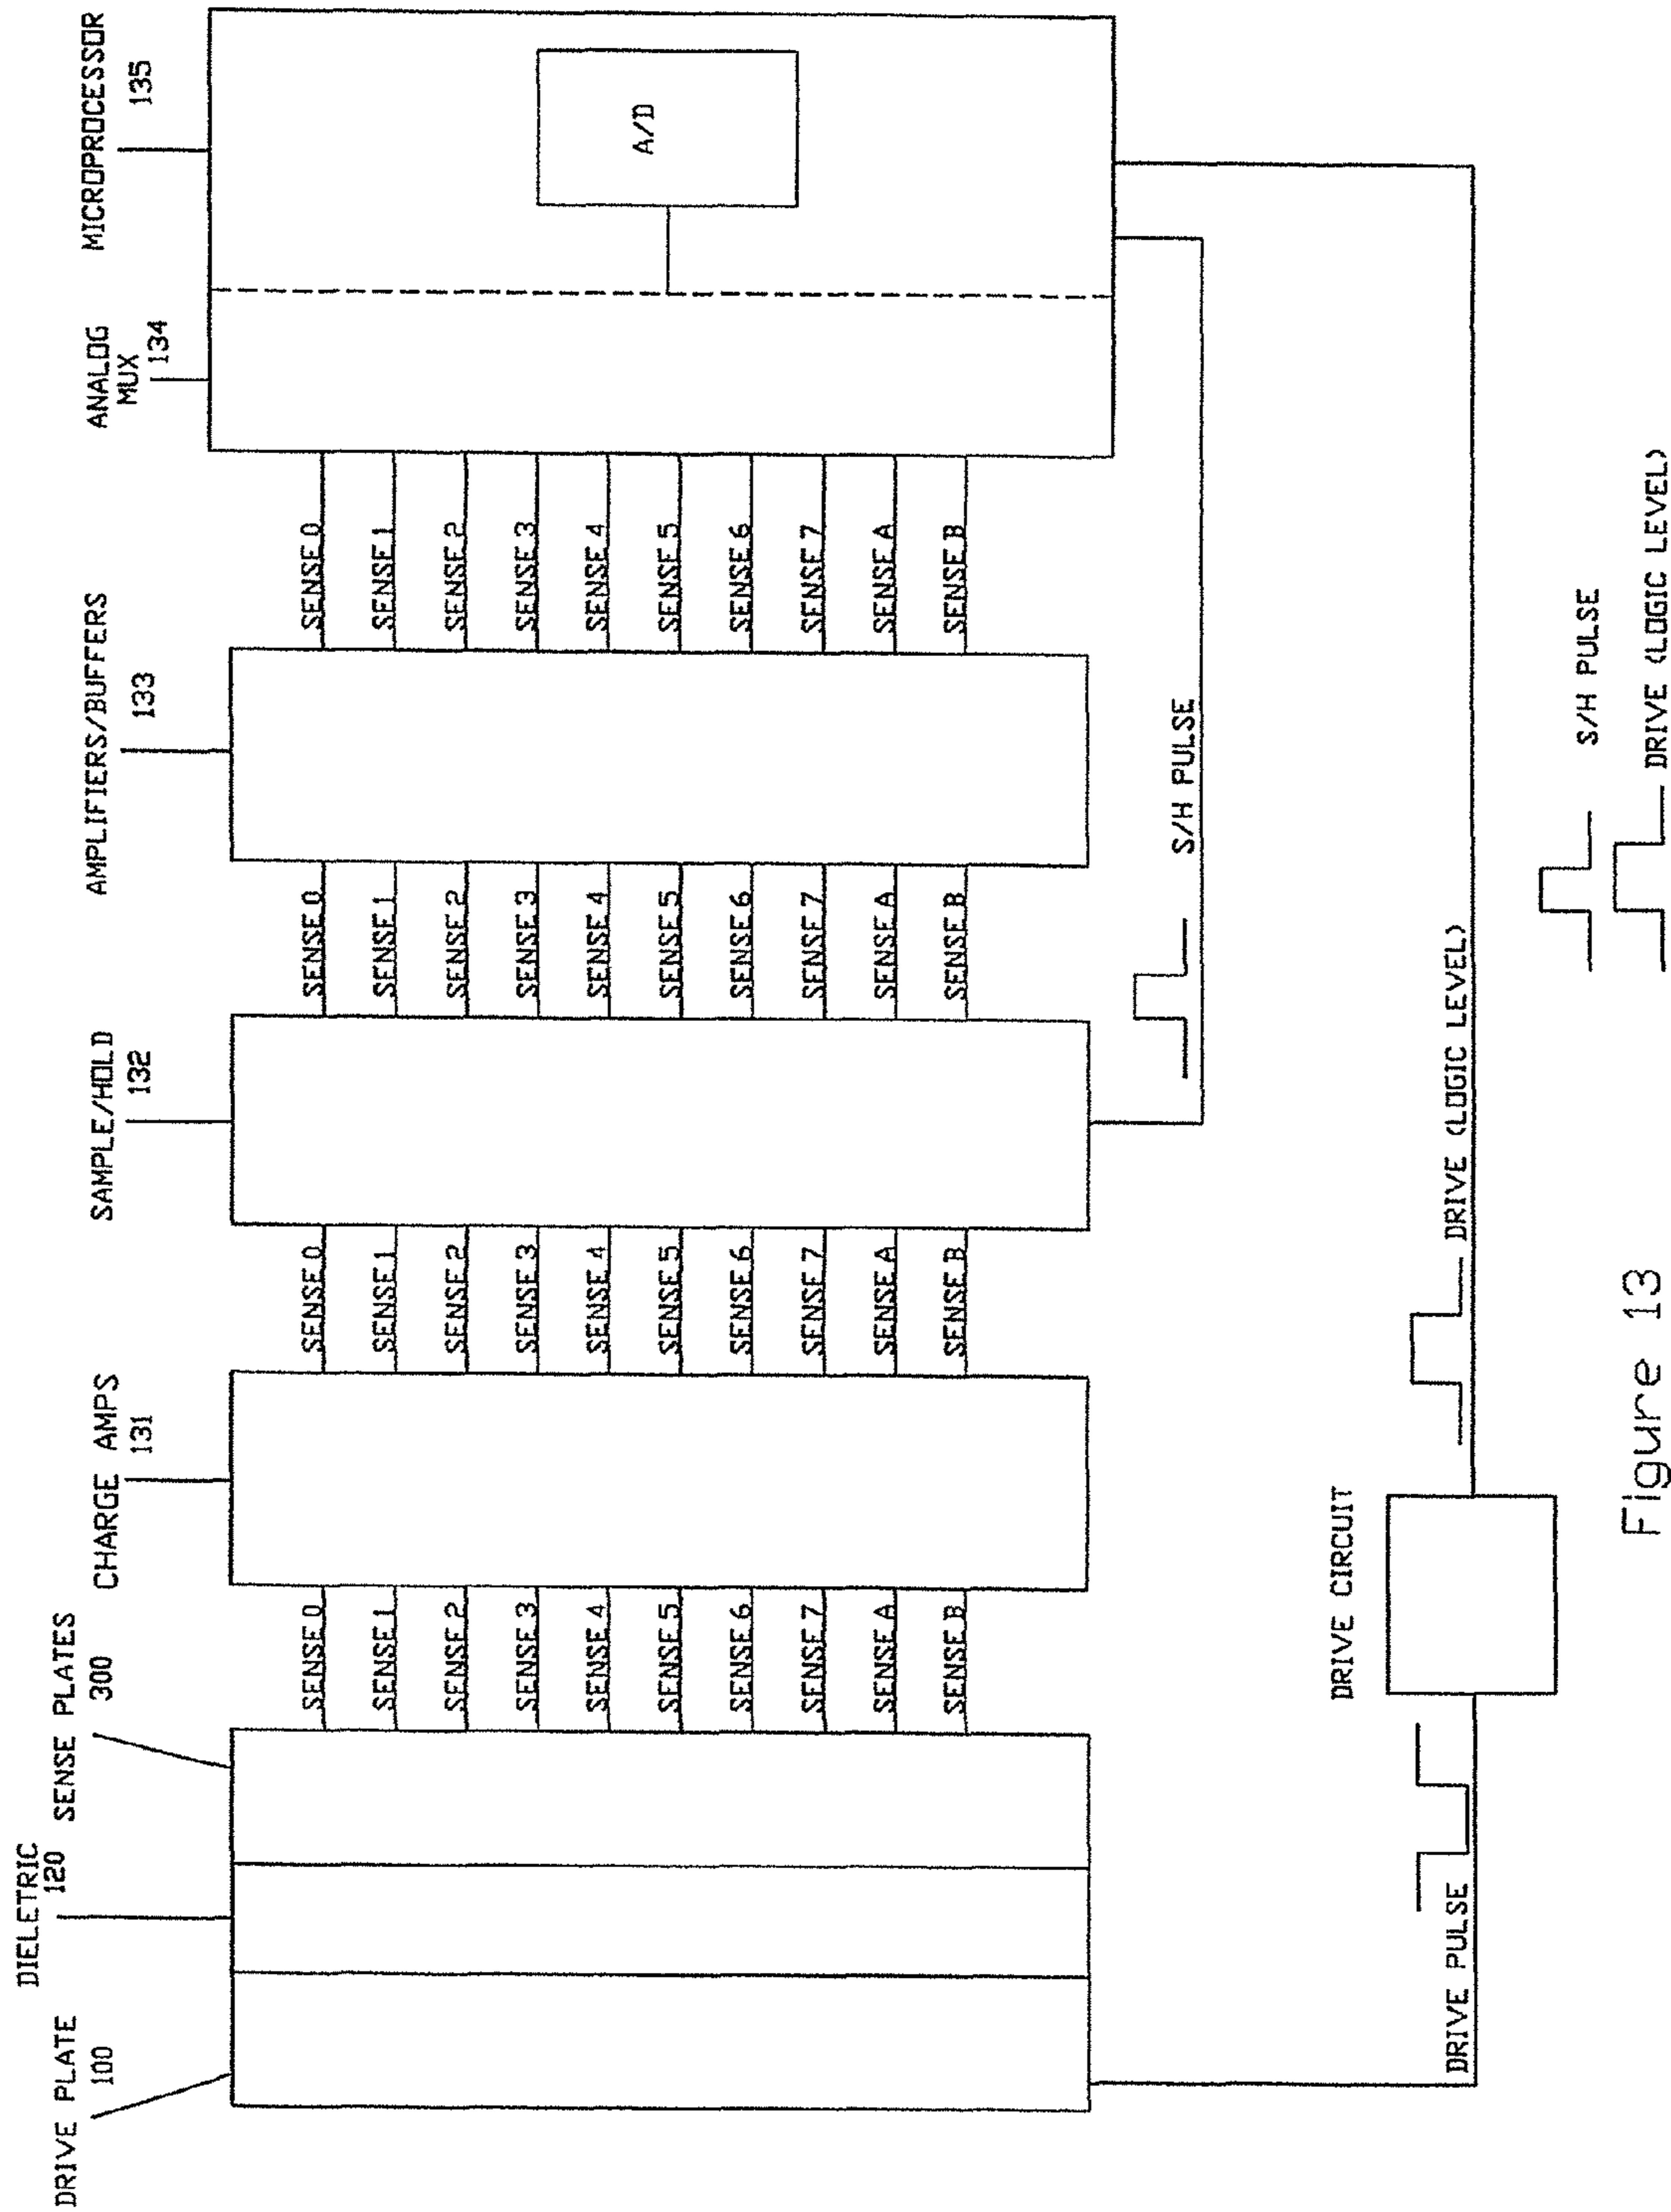 DRIVE PLATE
100
DIELETRIC
120
SENSE PLATES
300
CHARGE AMPS
131
SAMPLE/HOLD
132
AMPLIFIERS/BUFFERS
133
ANALOG
MUX
134
MICROPROCESSOR
135
A/D
SENSE 0
SENSE 1
SENSE 2
SENSE 3
SENSE 4
SENSE 5
SENSE 6
SENSE 7
SENSE A
SENSE B
SENSE 0
SENSE 1
SENSE 2
SENSE 3
SENSE 4
SENSE 5
SENSE 6
SENSE 7
SENSE A
SENSE B
SENSE 0
SENSE 1
SENSE 2
SENSE 3
SENSE 4
SENSE 5
SENSE 6
SENSE 7
SENSE A
SENSE B
SENSE 0
SENSE 1
SENSE 2
SENSE 3
SENSE 4
SENSE 5
SENSE 6
SENSE 7
SENSE A
SENSE B
S/H PULSE
DRIVE CIRCUIT
DRIVE PULSE
DRIVE (LOGIC LEVEL)
S/H PULSE
DRIVE (LOGIC LEVEL)
Figure 13